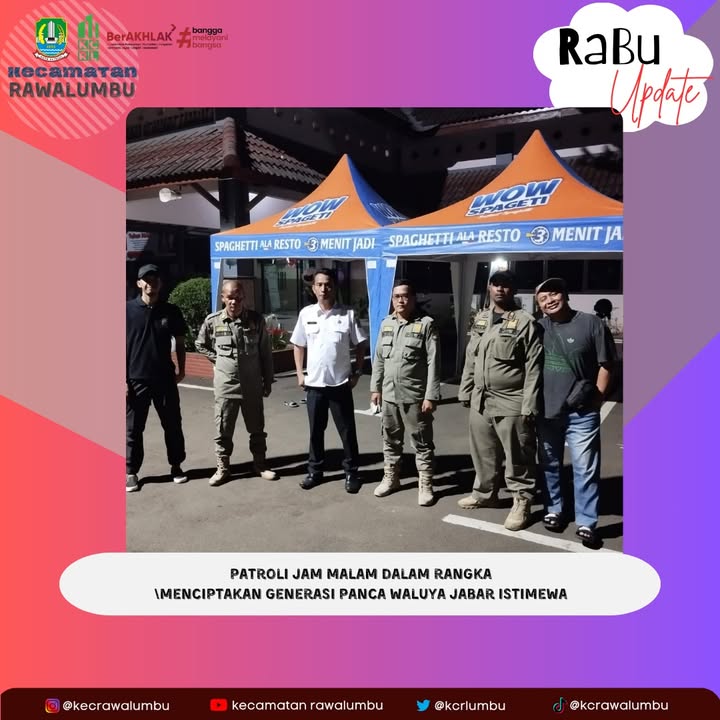 BerAKHLAK
#bangga
melayani
bangsa
Kecamatan
RAWALUMBU
RaBu
Update
WOW
SPAGETI
WOW
SPAGETI
SPAGHETTI ALA RESTO 3 MENIT JADI
SPAGHETTI ALA RESTO 3 MENIT JA
PATROLI JAM MALAM DALAM RANGKA
\MENCIPTAKAN GENERASI PANCA WALUYA JABAR ISTIMEWA
@kecrawalumbu
kecamatan rawalumbu
@kcrlumbu
@kcrawalumbu